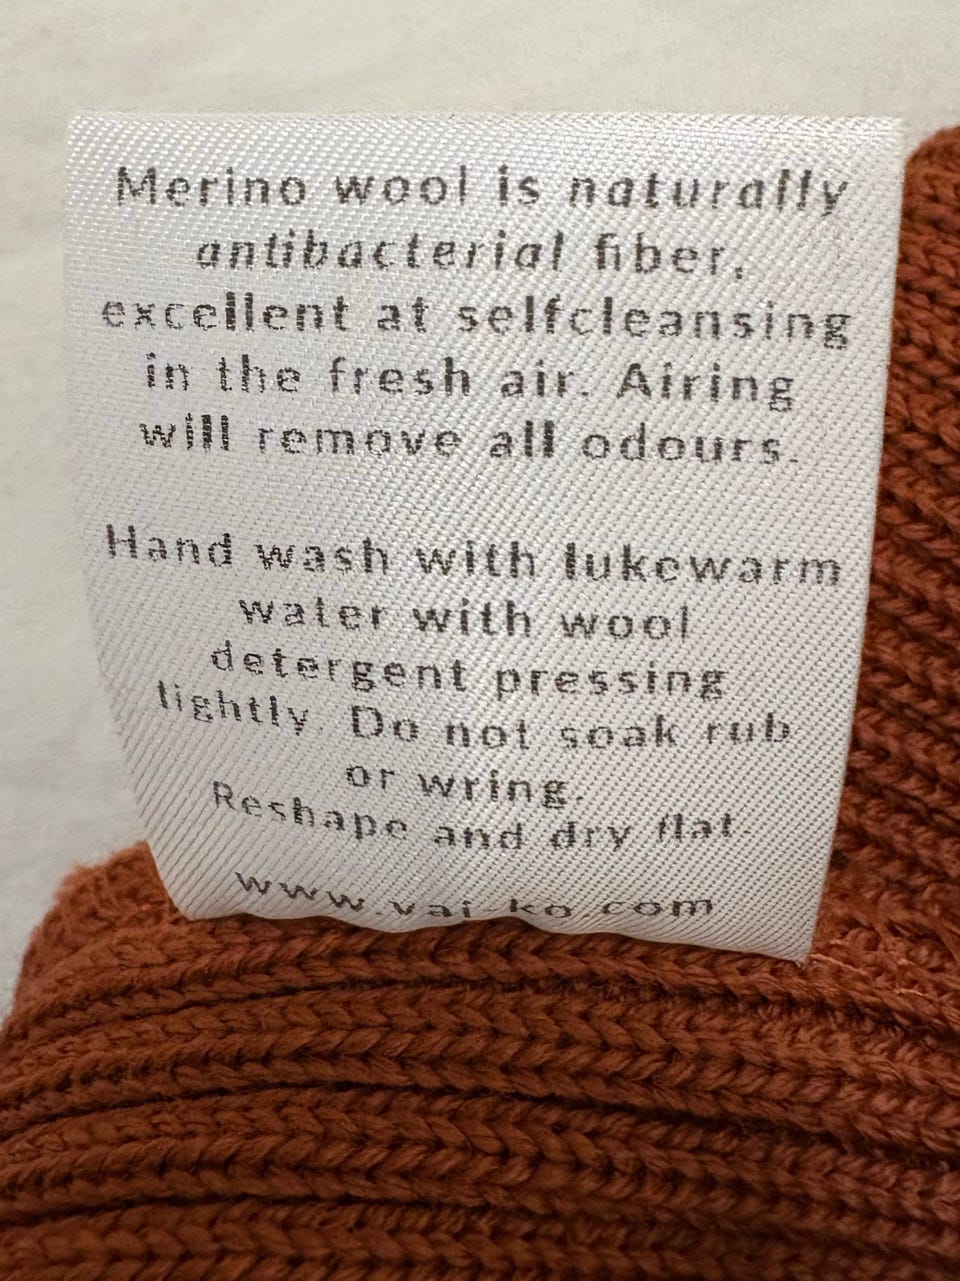 Merino wool is naturally
antibacterial fiber,
excellent at selfcleansing
in the fresh air. Airing
will remove all odours.
Hand wash with lukewarm
water with wool
detergent pressing
lightly. Do not soak rub
or wring.
Reshape and dry flat.
www.vai-ko.com